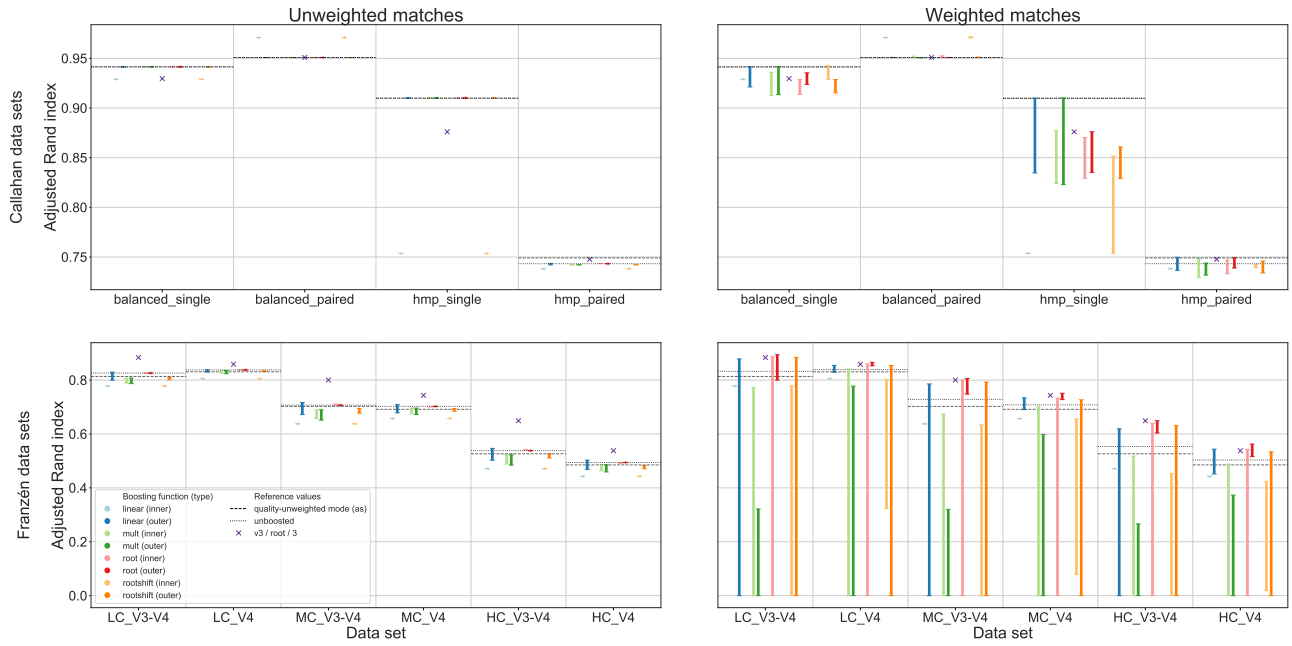 Unweighted matches
Weighted matches
Callahan data sets
Adjusted Rand index
0.95
0.90
0.85
0.80
0.75
balanced_single
balanced_paired
hmp_single
hmp_paired
balanced_single
balanced_paired
hmp_single
hmp_paired
Franzén data sets
Adjusted Rand index
0.8
0.6
0.4
0.2
0.0
Boosting function (type)
linear (inner)
linear (outer)
mult (inner)
mult (outer)
root (inner)
root (outer)
rootshift (inner)
rootshift (outer)
Reference values
quality-unweighted mode (as)
unboosted
v3 / root / 3
LC_V3-V4
LC_V4
MC_V3-V4
MC_V4
HC_V3-V4
HC_V4
Data set
LC_V3-V4
LC_V4
MC_V3-V4
MC_V4
HC_V3-V4
HC_V4
Data set